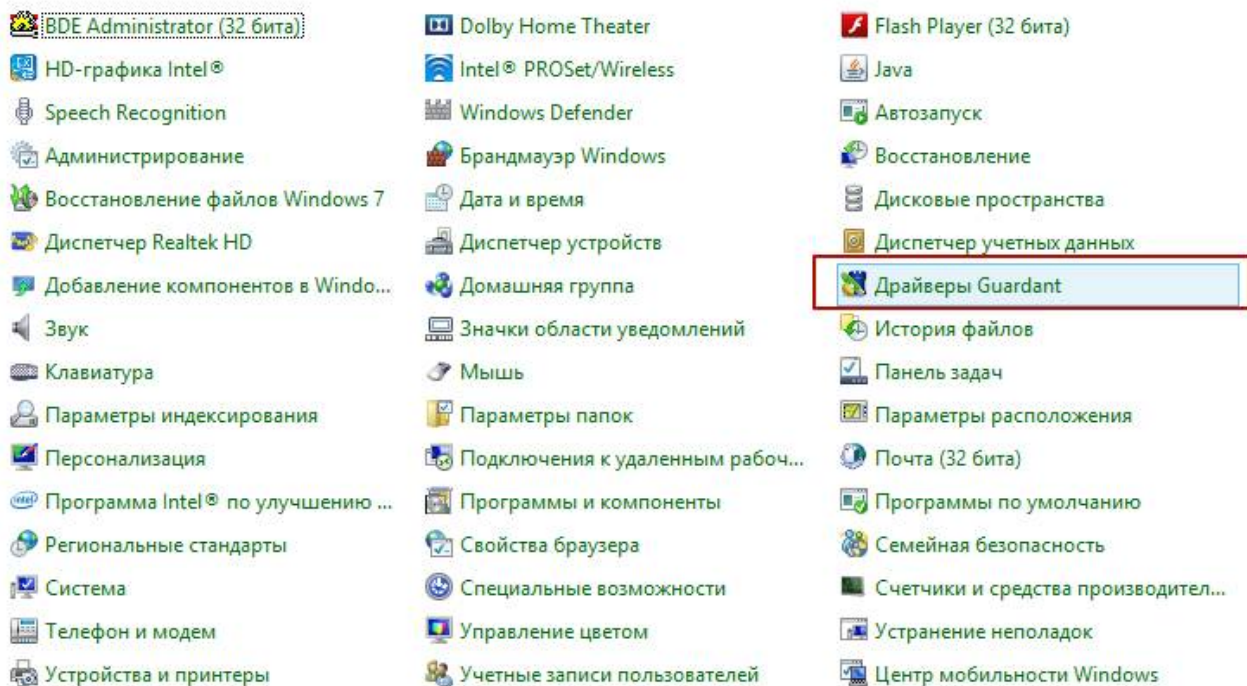 BDE Administrator (32 бита)
Dolby Home Theater
Flash Player (32 бита)
HD-графика Intel®
Intel® PROSet/Wireless
Java
Speech Recognition
Windows Defender
Автозапуск
Администрирование
Брандмауэр Windows
Восстановление
Восстановление файлов Windows 7
Дата и время
Дисковые пространства
Диспетчер Realtek HD
Диспетчер устройств
Диспетчер учетных данных
Добавление компонентов в Windo...
Домашняя группа
Драйверы Guardant
Звук
Значки области уведомлений
История файлов
Клавиатура
Мышь
Панель задач
Параметры индексирования
Параметры папок
Параметры расположения
Персонализация
Подключения к удаленным рабоч...
Почта (32 бита)
Программа Intel® по улучшению ...
Программы и компоненты
Программы по умолчанию
Региональные стандарты
Свойства браузера
Семейная безопасность
Система
Специальные возможности
Счетчики и средства производител...
Телефон и модем
Управление цветом
Устранение неполадок
Устройства и принтеры
Учетные записи пользователей
Центр мобильности Windows